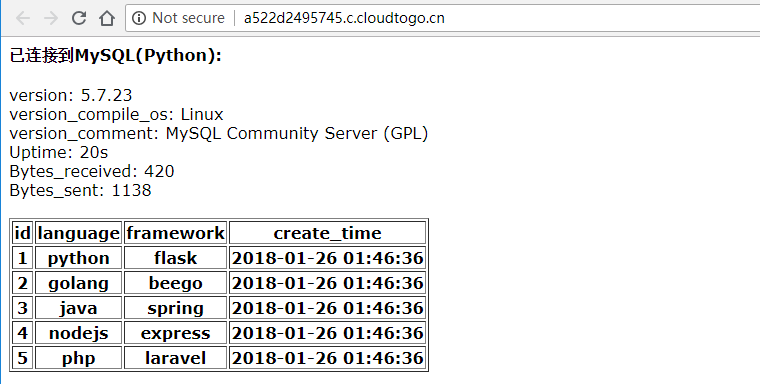 Not secure | a522d2495745.c.cloudtogo.cn
已连接到MySQL(Python):
version: 5.7.23
version_compile_os: Linux
version_comment: MySQL Community Server (GPL)
Uptime: 20s
Bytes_received: 420
Bytes_sent: 1138
id language framework create_time
1 python flask 2018-01-26 01:46:36
2 golang beego 2018-01-26 01:46:36
3 java spring 2018-01-26 01:46:36
4 nodejs express 2018-01-26 01:46:36
5 php laravel 2018-01-26 01:46:36